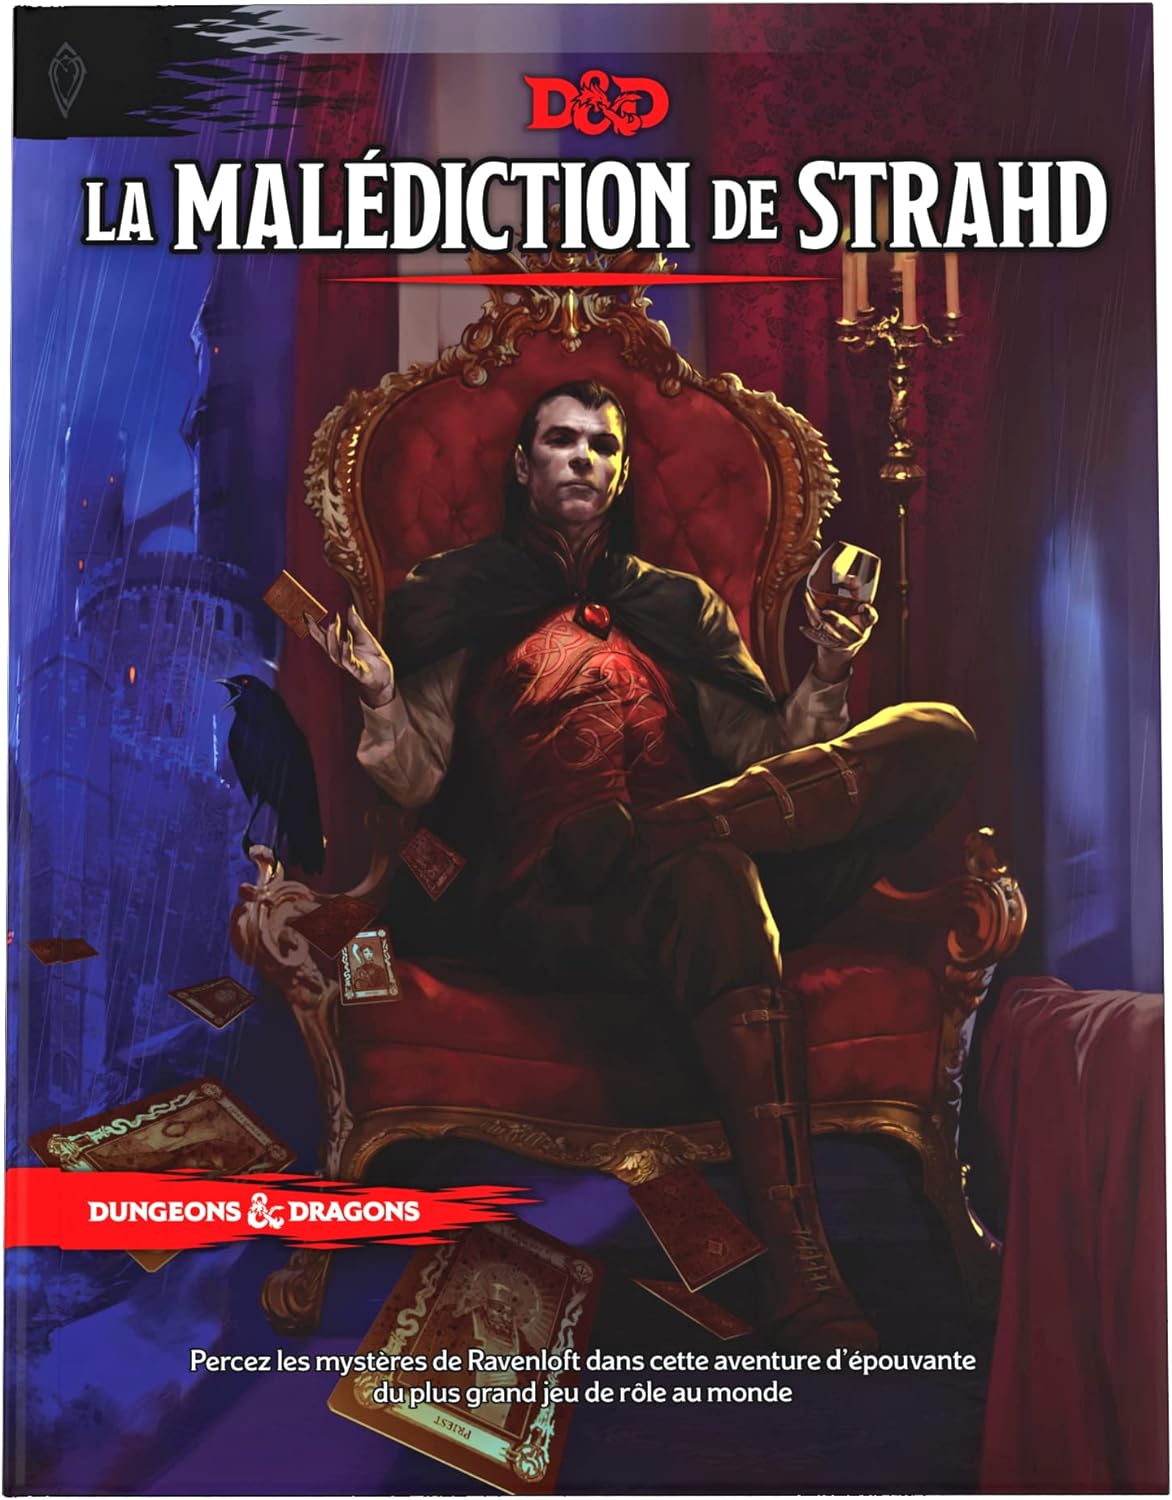 D&D
LA MALÉDICTION DE STRAHD
DUNGEONS & DRAGONS
Percez les mystères de Ravenloft dans cette aventure d'épouvante
du plus grand jeu de rôle au monde
PRIEST